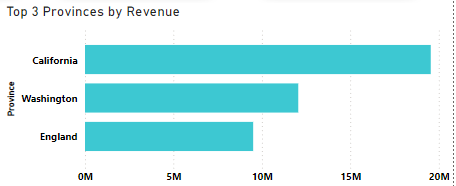 Top 3 Provinces by Revenue
Province
California
Washington
England
0M 5M 10M 15M 20M